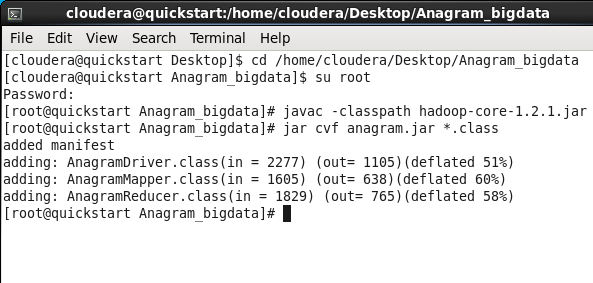 cloudera@quickstart:/home/cloudera/Desktop/Anagram_bigdata
File Edit View Search Terminal Help
[cloudera@quickstart Desktop]$ cd /home/cloudera/Desktop/Anagram_bigdata
[cloudera@quickstart Anagram_bigdata]$ su root
Password:
[root@quickstart Anagram_bigdata]# javac -classpath hadoop-core-1.2.1.jar
[root@quickstart Anagram_bigdata]# jar cvf anagram.jar *.class
added manifest
adding: AnagramDriver.class(in = 2277) (out= 1105)(deflated 51%)
adding: AnagramMapper.class(in = 1605) (out= 638)(deflated 60%)
adding: AnagramReducer.class(in = 1829) (out= 765)(deflated 58%)
[root@quickstart Anagram_bigdata]#